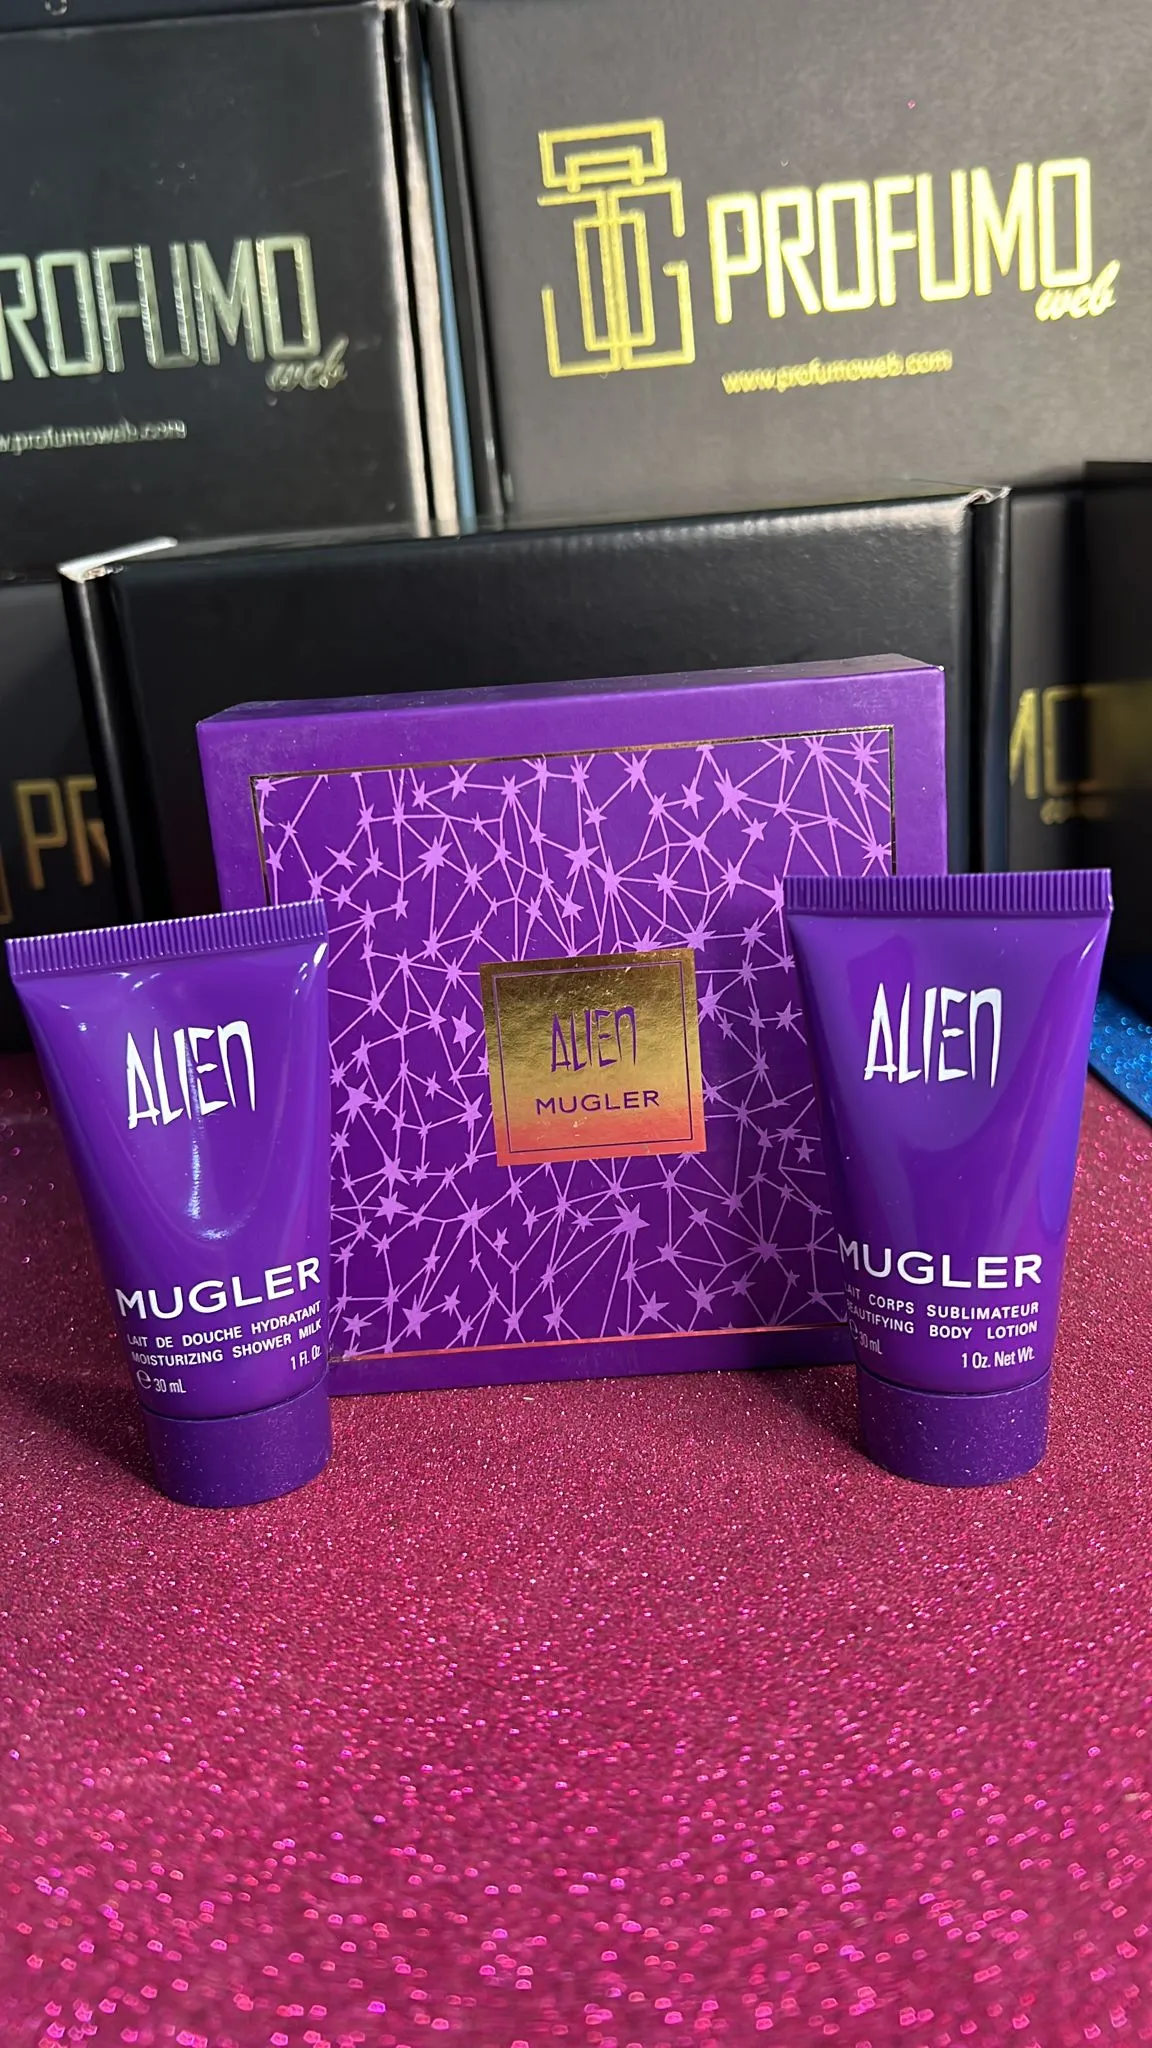 PROFUMO
web
www.profumoweb.com
ROFUMO
web
w.profumoweb.com
PR
MO
ALIEN
MUGLER
ALIEN
MUGLER
LAIT DE DOUCHE HYDRATANT
MOISTURIZING SHOWER MILK
1 Fl. Oz
℮ 30 mL
ALIEN
MUGLER
LAIT CORPS SUBLIMATEUR
BEAUTIFYING BODY LOTION
℮ 30 mL
1 Oz. Net Wt.